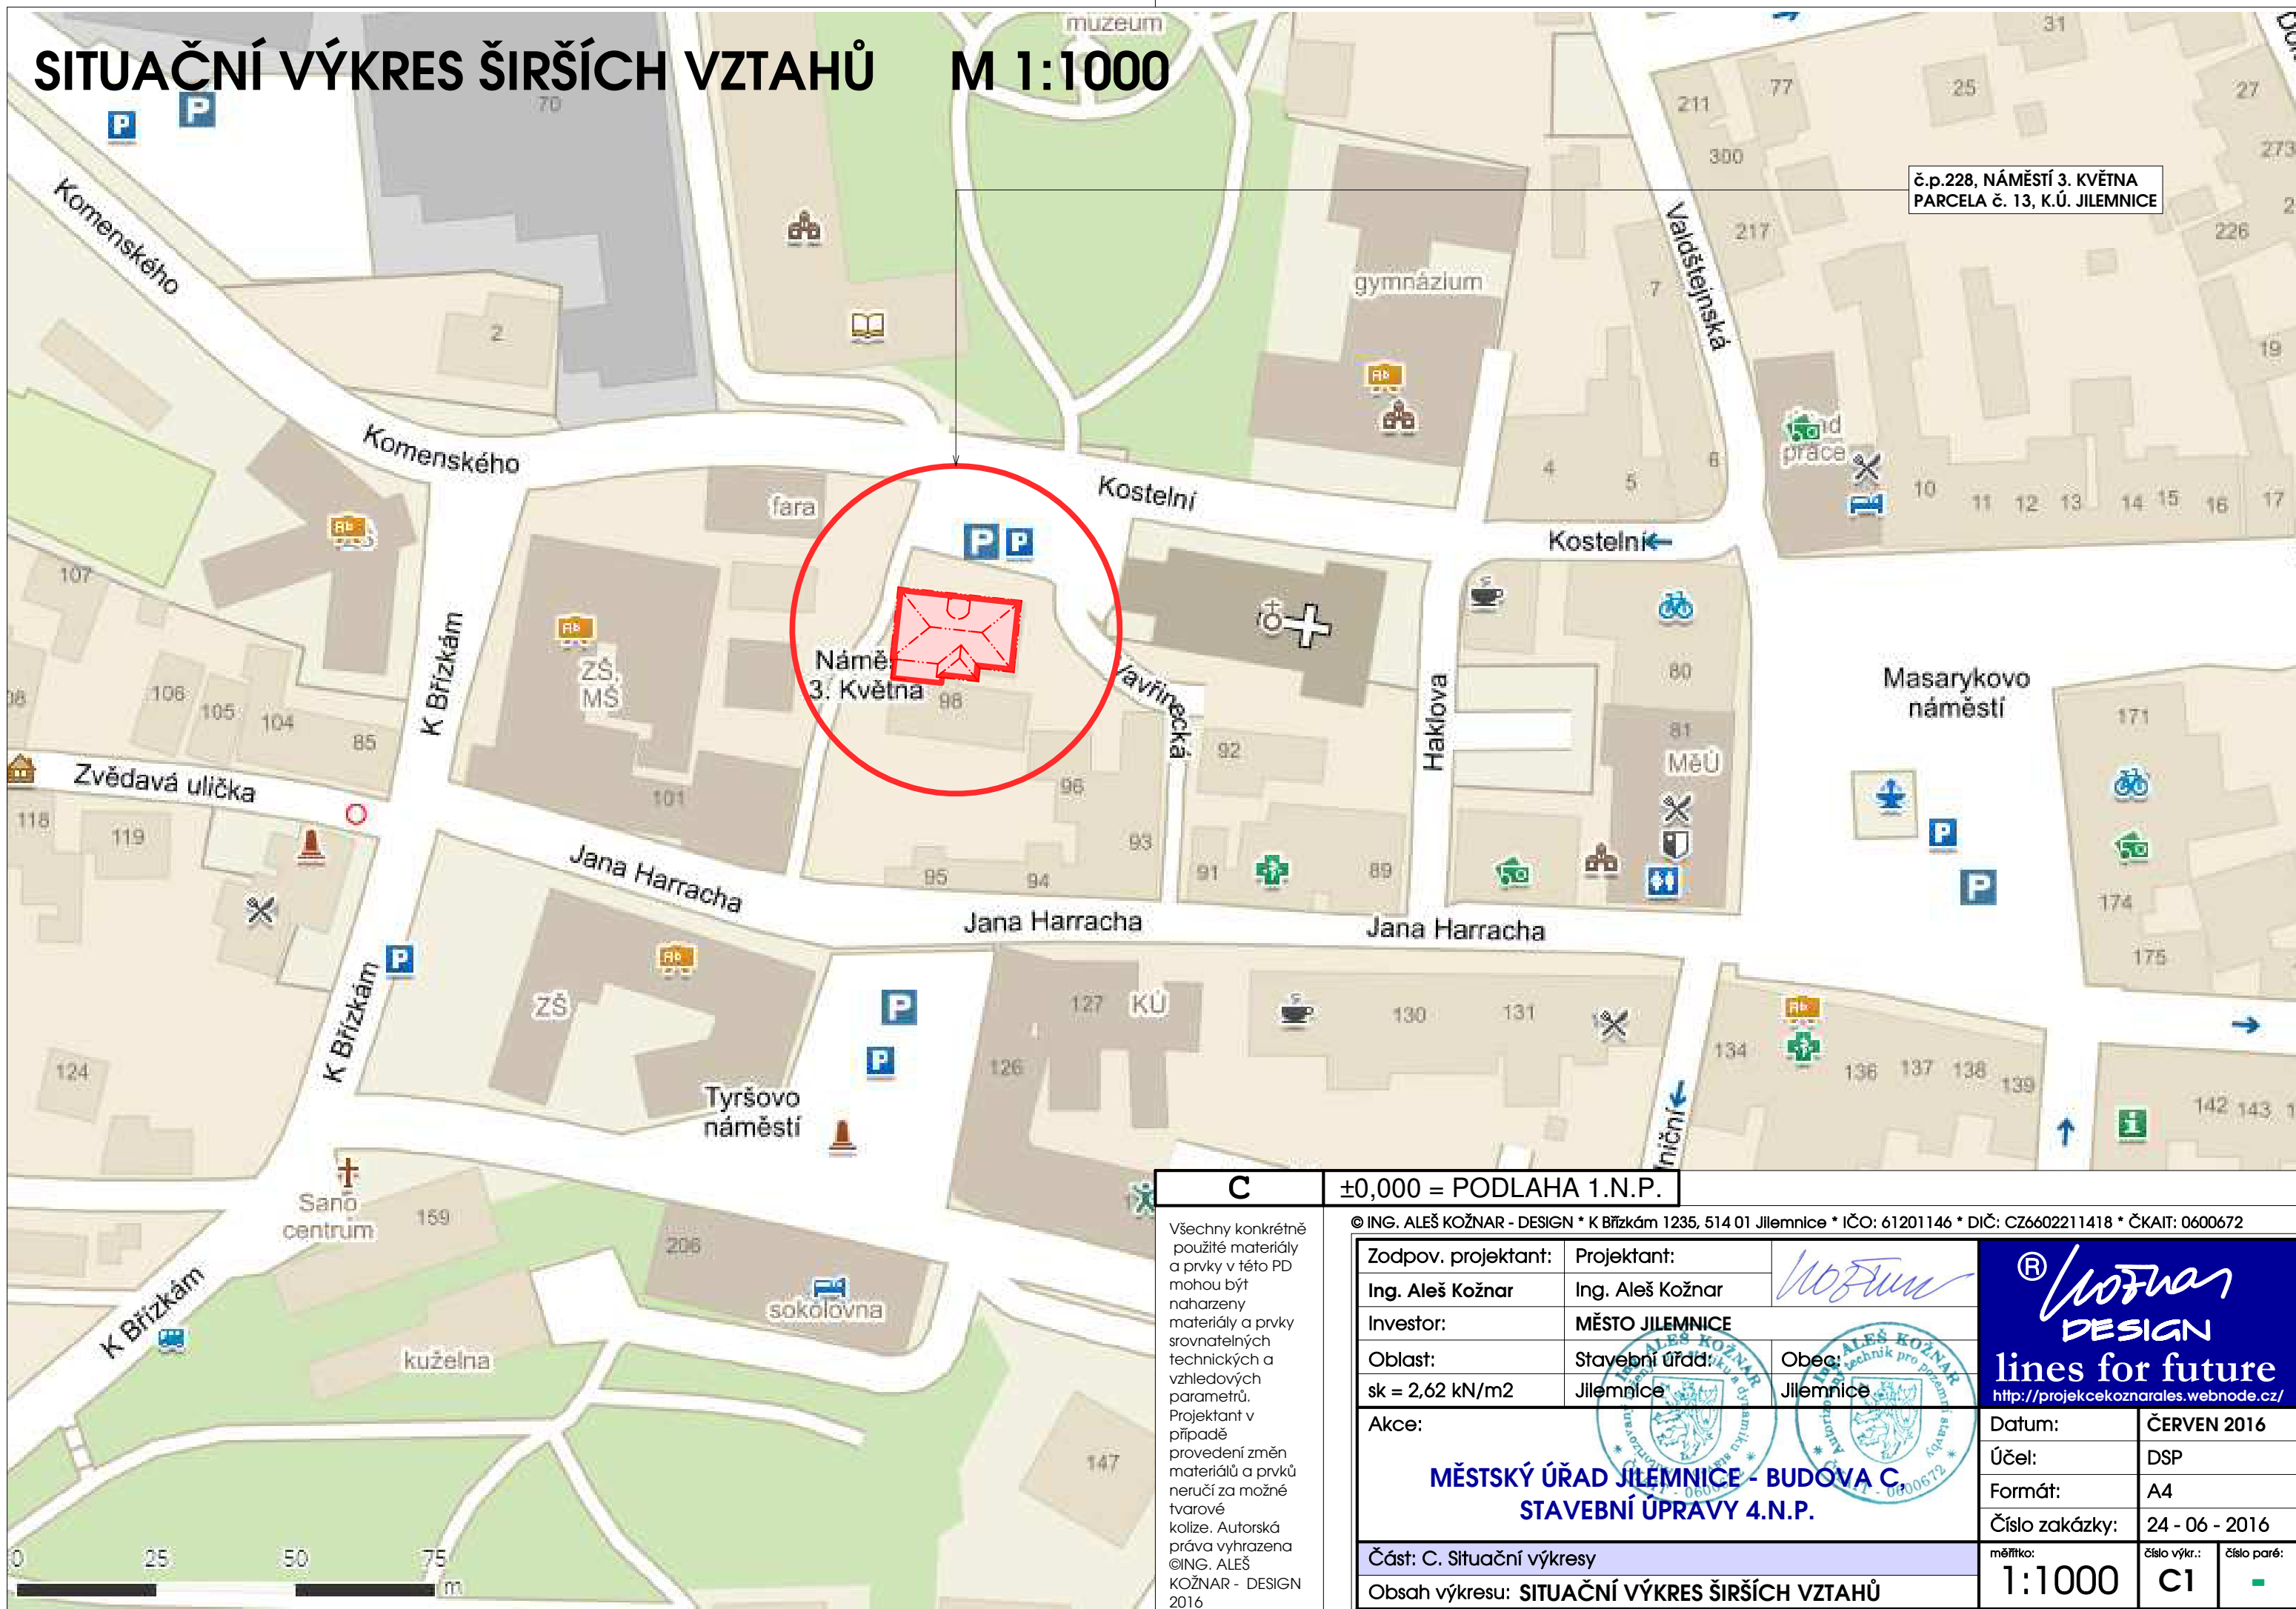 SITUAČNÍ VÝKRES ŠIRŠÍCH VZTAHŮ M 1:1000
muzeum
31
70
211
77
25
27
300
273
č.p.228, NÁMĚSTÍ 3. KVĚTNA
PARCELA č. 13, K.Ú. JILEMNICE
Komenského
Valdštejnská
217
226
gymnázium
7
2
19
Komenského
práce
4
5
6
10
11
12
13
14
15
16
17
Kostelní
fara
Kostelní
107
K Břízkám
ZŠ,
MŠ
3. Května
98
Vavřinecká
Haklova
80
Masarykovo
náměstí
171
106
105
104
85
81
MěÚ
92
Zvědavá ulička
101
96
118
119
93
Jana Harracha
95
94
91
89
174
Jana Harracha
Jana Harracha
175
K Břízkám
ZŠ
127
KÚ
130
131
126
134
136
137
138
139
124
Tyršovo
náměstí
142
143
Sano
centrum
159
206
sokolovna
K Břízkám
kuželna
147
0
25
50
75
m
C
±0,000 = PODLAHA 1.N.P.
Všechny konkrétně
použité materiály
a prvky v této PD
mohou být
naharzeny
materiály a prvky
srovnatelných
technických a
vzhledových
parametrů.
Projektant v
případě
provedení změn
materiálů a prvků
neručí za možné
tvarové
kolize. Autorská
práva vyhrazena
©ING. ALEŠ
KOŽNAR - DESIGN
2016
© ING. ALEŠ KOŽNAR - DESIGN * K Břízkám 1235, 514 01 Jilemnice * IČO: 61201146 * DIČ: CZ6602211418 * ČKAIT: 0600672
Zodpov. projektant:
Projektant:
Ing. Aleš Kožnar
Ing. Aleš Kožnar
Investor:
MĚSTO JILEMNICE
Oblast:
Stavební úřad:
Obec:
sk = 2,62 kN/m2
Jilemnice
Jilemnice
® Kožnar
DESIGN
lines for future
http://projekcekoznarales.webnode.cz/
Akce:
MĚSTSKÝ ÚŘAD JILEMNICE - BUDOVA C,
STAVEBNÍ ÚPRAVY 4.N.P.
Datum:
ČERVEN 2016
Účel:
DSP
Formát:
A4
Číslo zakázky:
24 - 06 - 2016
Část: C. Situační výkresy
Obsah výkresu: SITUAČNÍ VÝKRES ŠIRŠÍCH VZTAHŮ
měřítko:
1:1000
číslo výkr.:
C1
číslo paré:
-